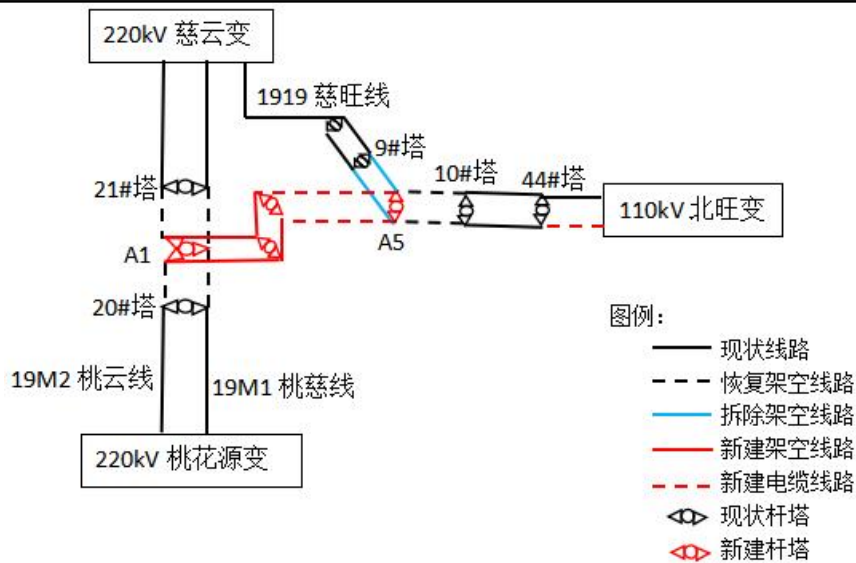 220kV 慈云变
1919 慈旺线
9#塔
10#塔
44#塔
21#塔
110kV 北旺变
A1
A5
20#塔
19M2 桃云线
19M1 桃慈线
220kV 桃花源变
图例：
现状线路
恢复架空线路
拆除架空线路
新建架空线路
新建电缆线路
现状杆塔
新建杆塔